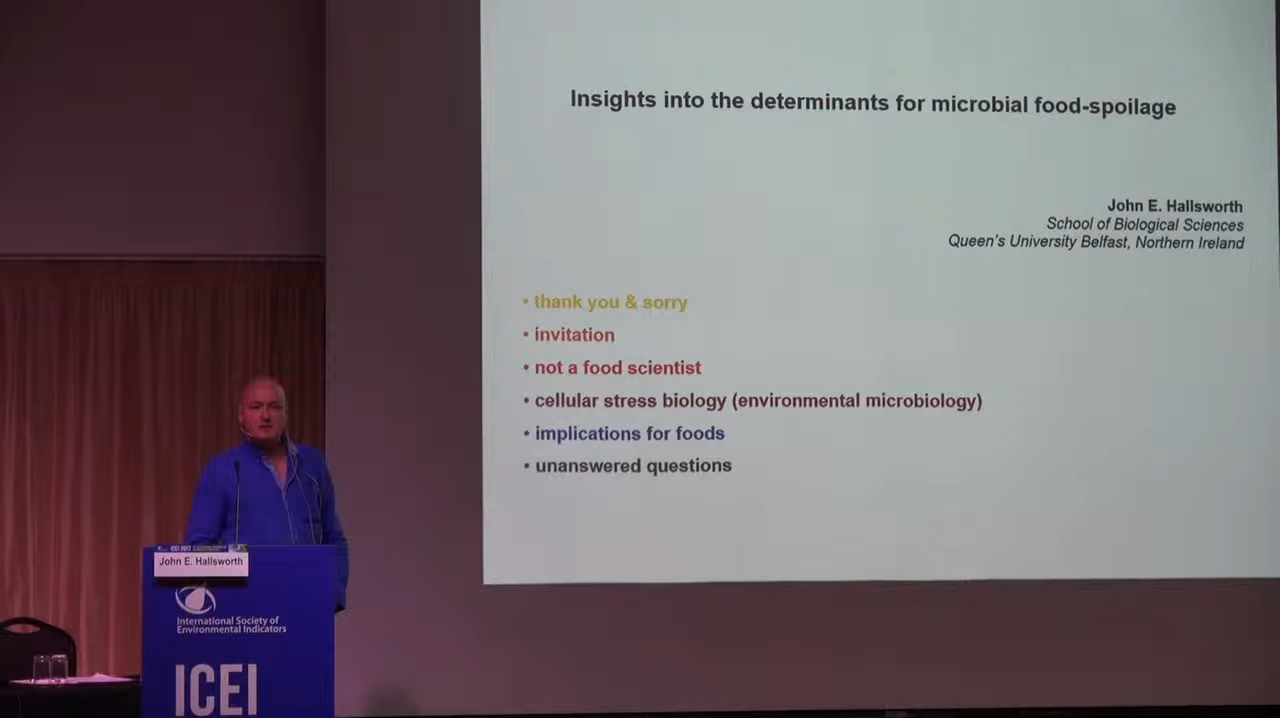 Insights into the determinants for microbial food-spoilage
John E. Hallsworth
School of Biological Sciences
Queen's University Belfast, Northern Ireland
• thank you & sorry
• invitation
• not a food scientist
• cellular stress biology (environmental microbiology)
• implications for foods
• unanswered questions
ICEI 2017
John E. Hallsworth
International Society of
Environmental Indicators
ICEI